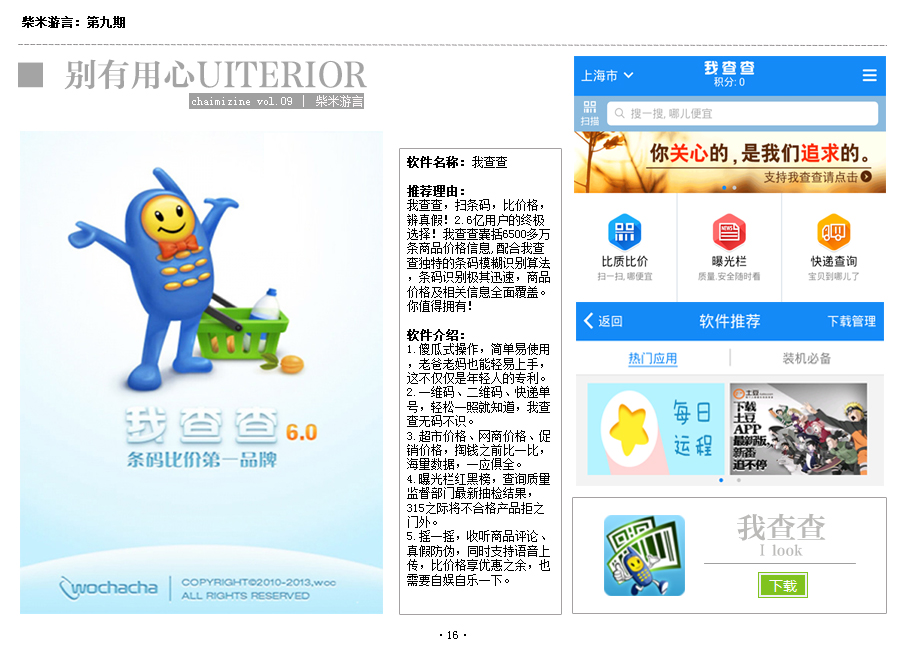 柴米游言：第九期
别有用心UITERIOR
chaimizine vol.09 | 柴米游言
我查查 6.0
条码比价第一品牌
wochacha
COPYRIGHT©2010-2013,woc
ALL RIGHTS RESERVED
软件名称：我查查
推荐理由：
我查查，扫条码，比价格，
辨真假！2.6亿用户的终极
选择！我查查囊括6500多万
条商品价格信息,配合我查
查独特的条码模糊识别算法
，条码识别极其迅速，商品
价格及相关信息全面覆盖。
你值得拥有！
软件介绍：
1.傻瓜式操作，简单易使用
，老爸老妈也能轻易上手，
这不仅仅是年轻人的专利。
2.一维码、二维码、快递单
号，轻松一照就知道，我查
查无码不识。
3.超市价格、网商价格、促
销价格，掏钱之前比一比，
海量数据，一应俱全。
4.曝光栏红黑榜，查询质量
监督部门最新抽检结果，
315之际将不合格产品拒之
门外。
5.摇一摇，收听商品评论、
真假防伪，同时支持语音上
传，比价格享优惠之余，也
需要自娱自乐一下。
上海市
我查查
积分: 0
扫描
搜一搜, 哪儿便宜
你关心的，是我们追求的。
支持我查查请点击
NEWS
比质比价
扫一扫, 哪便宜
曝光栏
质量.安全随时看
快递查询
宝贝到哪儿了
返回
软件推荐
下载管理
热门应用
装机必备
每日
运程
土豆
下载
土豆
APP
最新版,
新番
追不停
我查查
I look
下载
· 16 ·